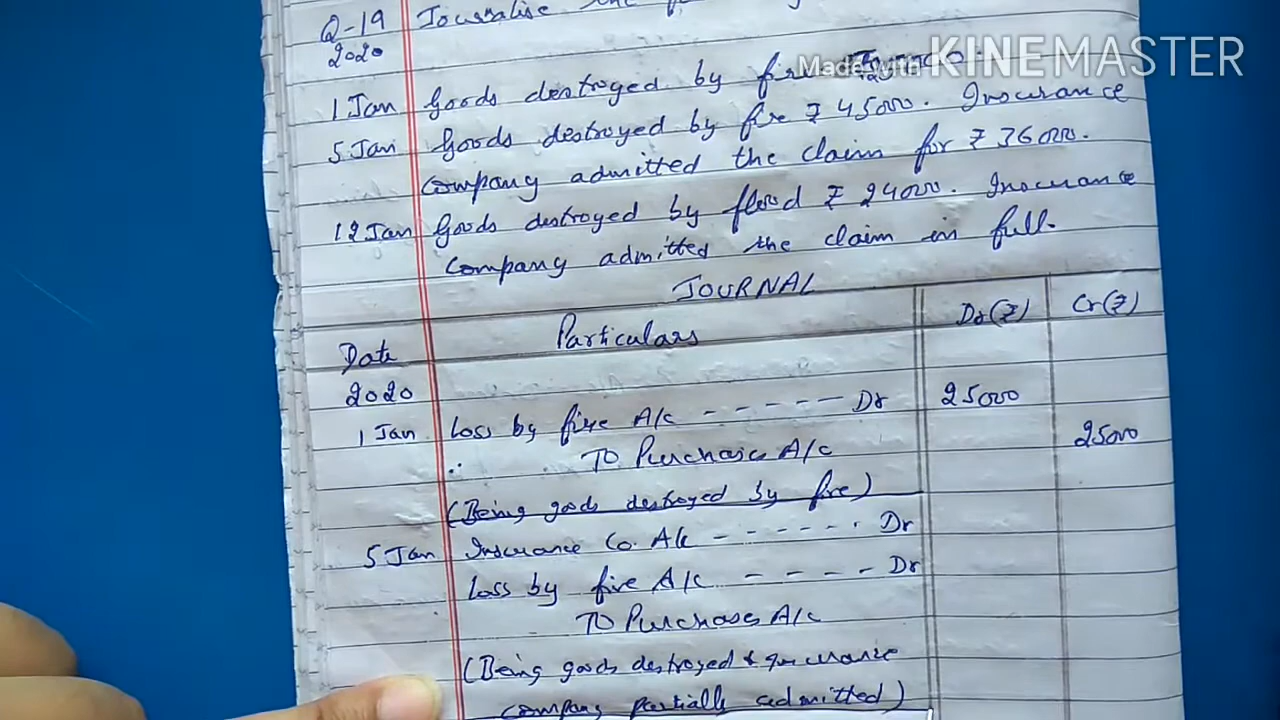 Q-19 Journalise the
2020
Made with KINEMASTER
1 Jan Goods destroyed by fire
5 Jan Goods destroyed by fire ₹ 45000. Insurance
Company admitted the claim for ₹ 36000.
12 Jan Goods destroyed by flood ₹ 24000. Insurance
Company admitted the claim in full.
JOURNAL
Date Particulars Dr(₹) Cr(₹)
2020
1 Jan Loss by fire A/c ------ Dr 25000
To Purchases A/c 25000
(Being goods destroyed by fire)
5 Jan Insurance Co. A/c ------- Dr
Loss by fire A/c ----- Dr
To Purchases A/c
(Being goods destroyed & insurance
company partially admitted)